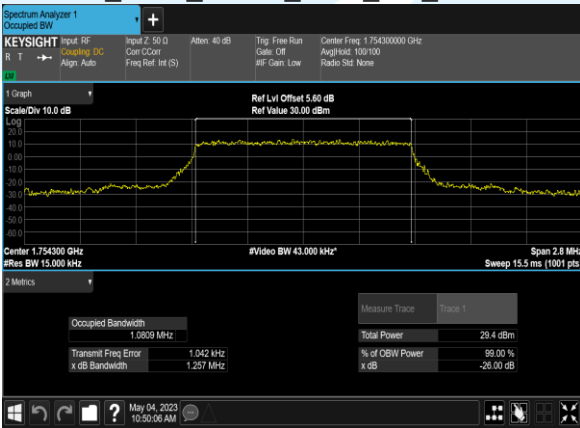 Spectrum Analyzer 1
Occupied BW
KEYSIGHT Input: RF Input Z: 50 Ω Atten: 40 dB Trig: Free Run Center Freq: 1.754300000 GHz
R T Coupling: DC Corr CCorr Gate: Off Avg|Hold: 100/100
Align: Auto Freq Ref: Int (S) #IF Gain: Low Radio Std: None
1 Graph
Ref Lvl Offset 5.60 dB
Scale/Div 10.0 dB Ref Value 30.00 dBm
Log
20.0
10.0
0.00
-10.0
-20.0
-30.0
-40.0
-50.0
-60.0
Center 1.754300 GHz #Video BW 43.000 kHz* Span 2.8 MHz
#Res BW 15.000 kHz Sweep 15.5 ms (1001 pts
2 Metrics
Measure Trace Trace 1
Occupied Bandwidth
1.0809 MHz Total Power 29.4 dBm
Transmit Freq Error 1.042 kHz % of OBW Power 99.00 %
x dB Bandwidth 1.257 MHz x dB -26.00 dB
? May 04, 2023
10:50:06 AM